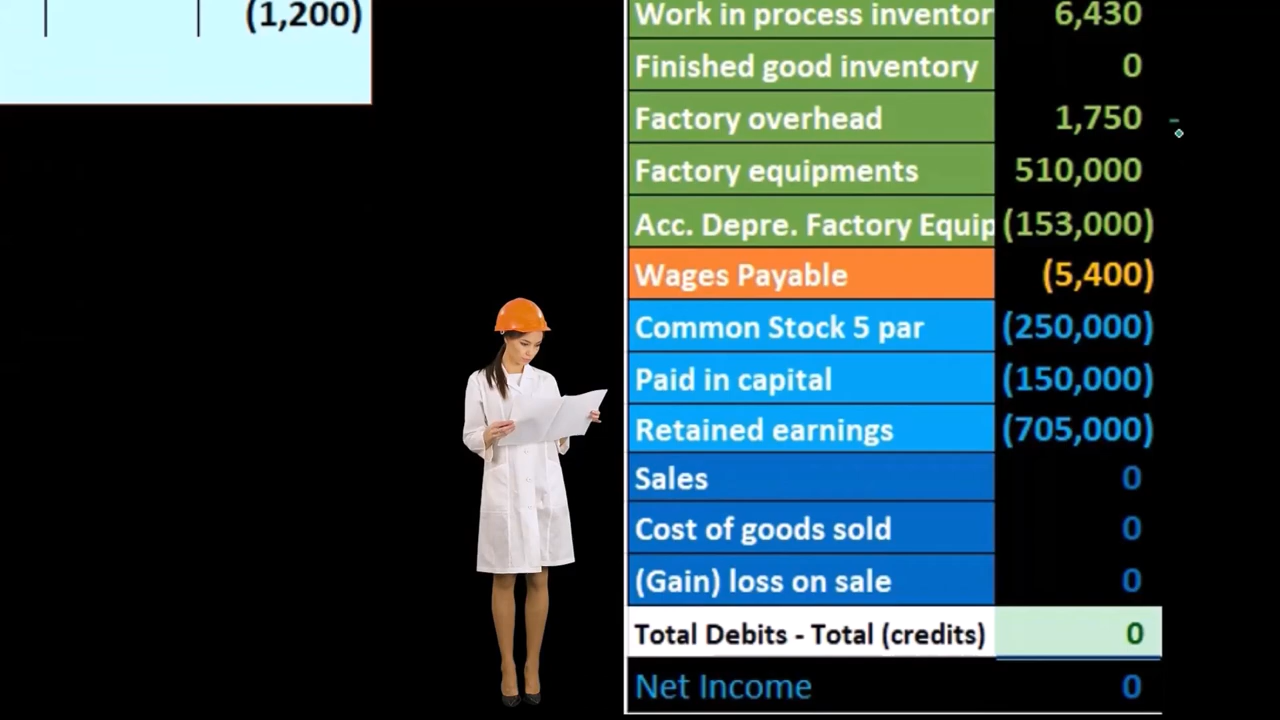 (1,200)
Work in process inventor 6,430
Finished good inventory 0
Factory overhead 1,750
Factory equipments 510,000
Acc. Depre. Factory Equip (153,000)
Wages Payable (5,400)
Common Stock 5 par (250,000)
Paid in capital (150,000)
Retained earnings (705,000)
Sales 0
Cost of goods sold 0
(Gain) loss on sale 0
Total Debits - Total (credits) 0
Net Income 0